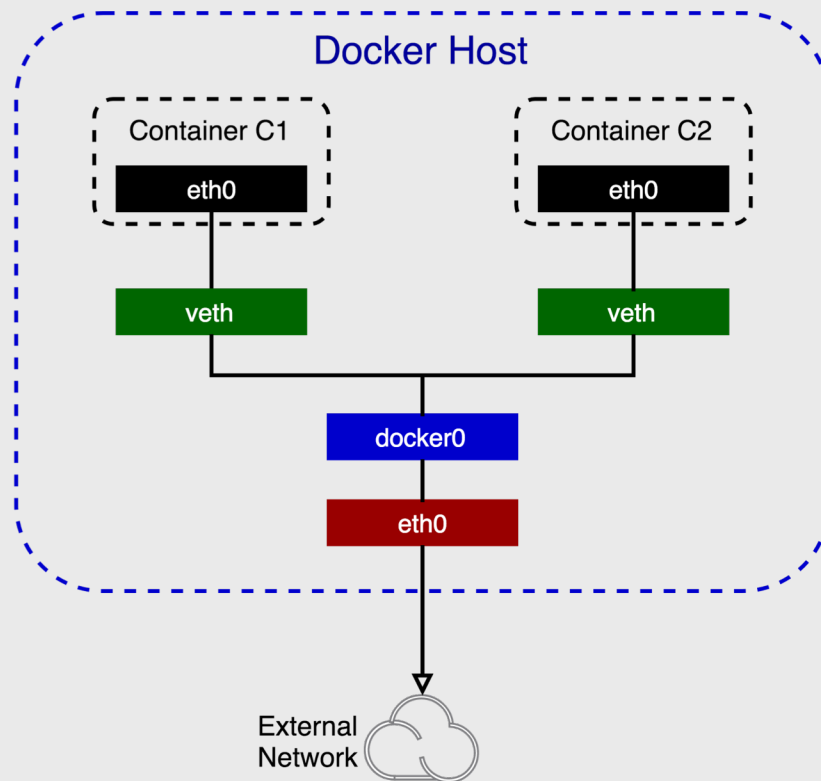 Docker Host
Container C1
Container C2
eth0
eth0
veth
veth
docker0
eth0
External
Network